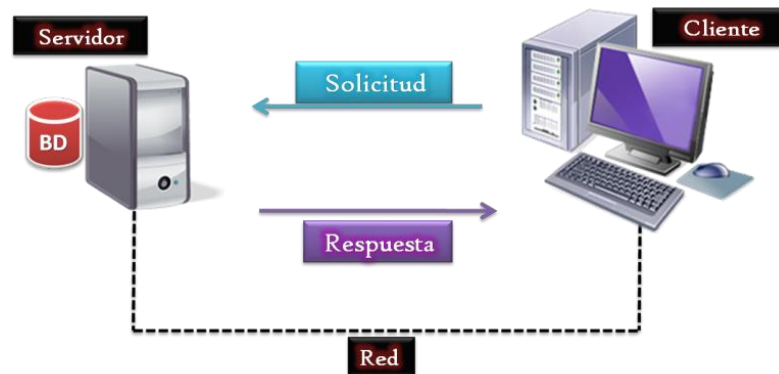 Servidor
Cliente
Solicitud
BD
Respuesta
Red